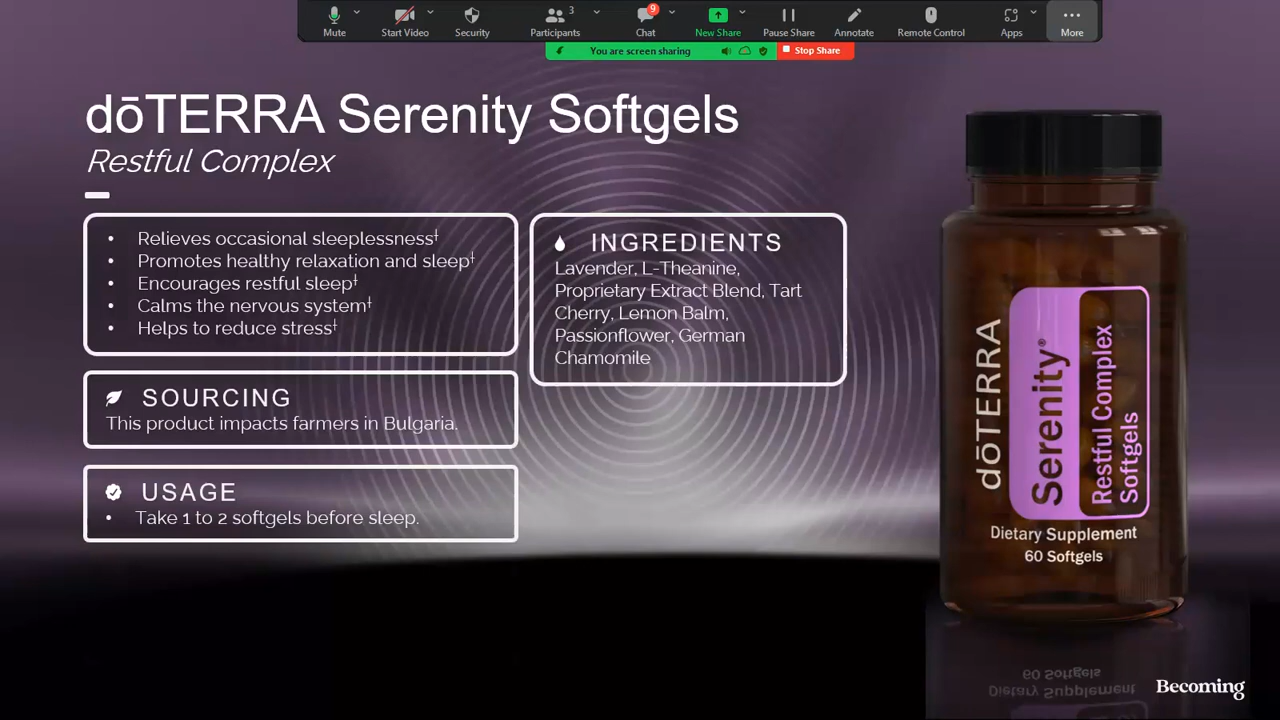 3
9
Mute
Start Video
Security
Participants
Chat
New Share
Pause Share
Annotate
Remote Control
Apps
More
You are screen sharing
Stop Share
dōTERRA Serenity Softgels
Restful Complex
• Relieves occasional sleeplessness†
• Promotes healthy relaxation and sleep†
• Encourages restful sleep†
• Calms the nervous system†
• Helps to reduce stress†
INGREDIENTS
Lavender, L-Theanine,
Proprietary Extract Blend, Tart
Cherry, Lemon Balm,
Passionflower, German
Chamomile
SOURCING
This product impacts farmers in Bulgaria.
USAGE
• Take 1 to 2 softgels before sleep.
dōTERRA
Serenity®
Restful Complex
Softgels
Dietary Supplement
60 Softgels
60 Softgels
Dietary Supplement
Becoming